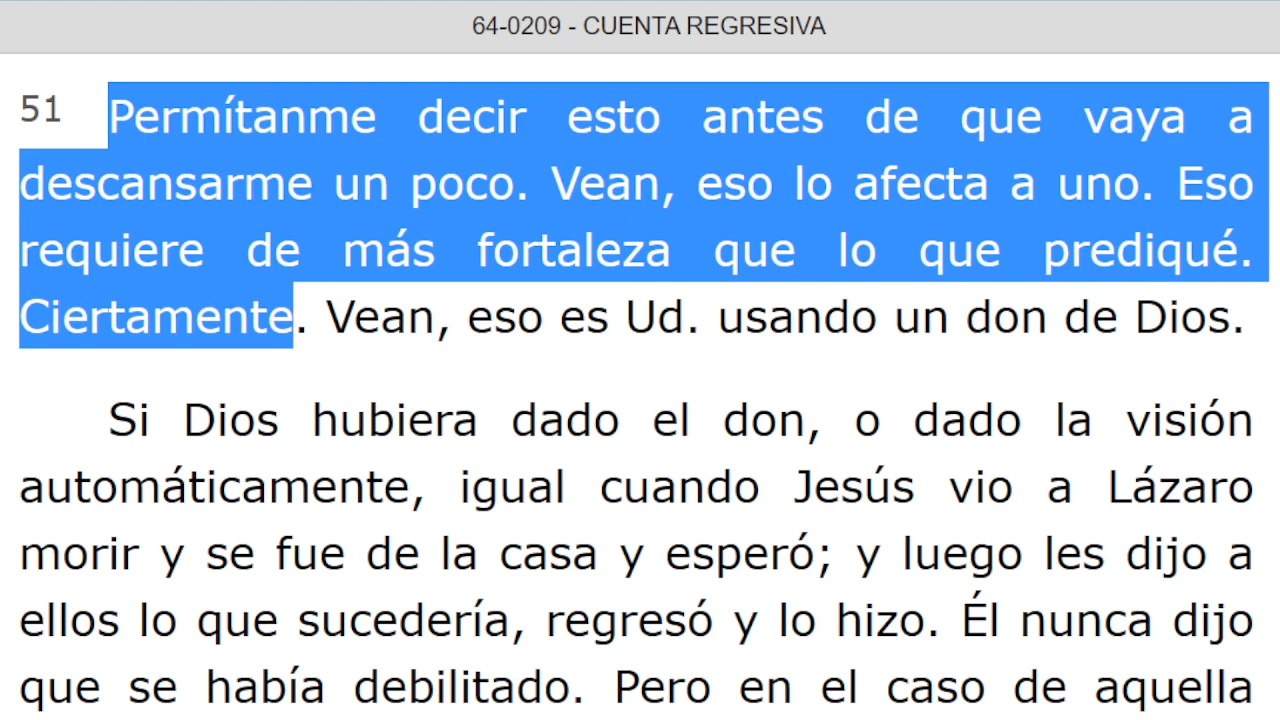 64-0209 - CUENTA REGRESIVA
51 Permítanme decir esto antes de que vaya a
descansarme un poco. Vean, eso lo afecta a uno. Eso
requiere de más fortaleza que lo que prediqué.
Ciertamente. Vean, eso es Ud. usando un don de Dios.
Si Dios hubiera dado el don, o dado la visión
automáticamente, igual cuando Jesús vio a Lázaro
morir y se fue de la casa y esperó; y luego les dijo a
ellos lo que sucedería, regresó y lo hizo. Él nunca dijo
que se había debilitado. Pero en el caso de aquella